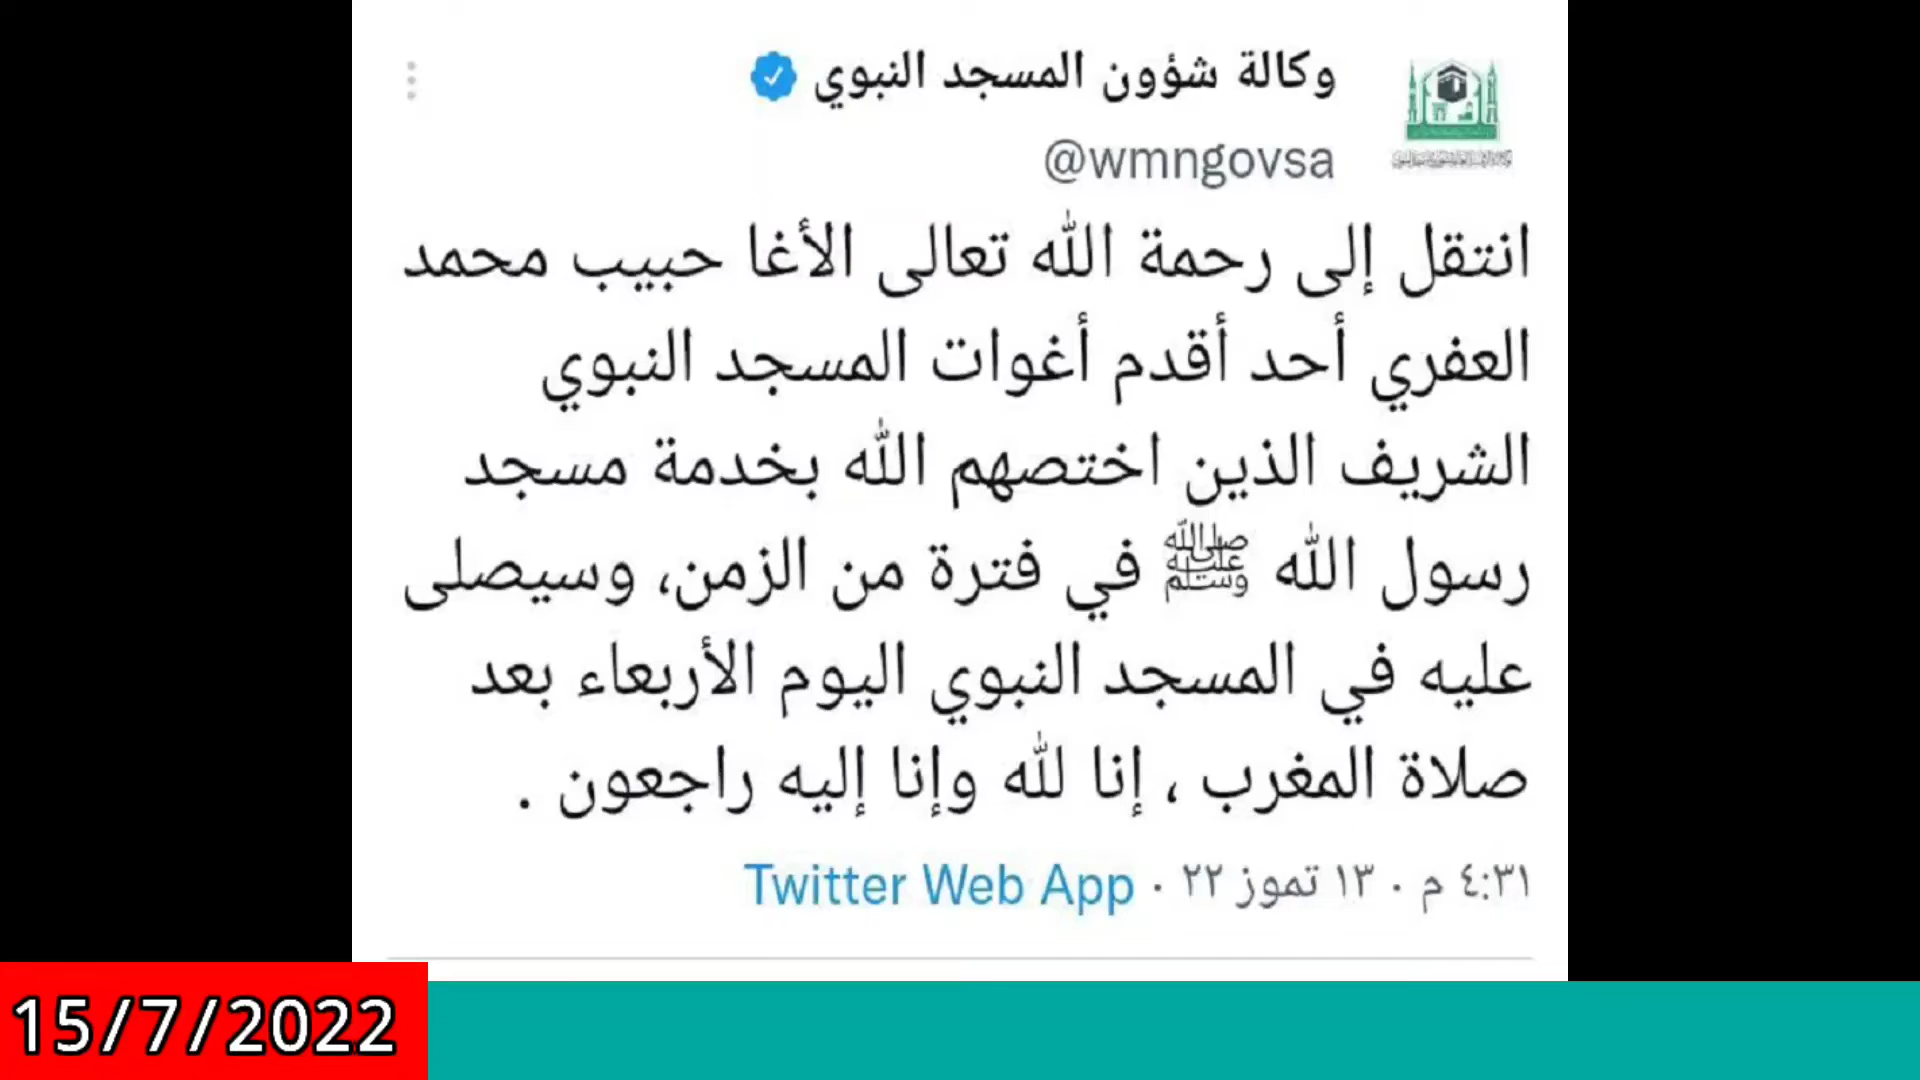 وكالة شؤون المسجد النبوي
@wmngovsa
انتقل إلى رحمة الله تعالى الأغا حبيب محمد
العفري أحد أقدم أغوات المسجد النبوي
الشريف الذين اختصهم الله بخدمة مسجد
رسول الله ﷺ في فترة من الزمن، وسيصلى
عليه في المسجد النبوي اليوم الأربعاء بعد
صلاة المغرب ، إنا لله وإنا إليه راجعون .
٤:٣١ م · ١٣ تموز ٢٢ · Twitter Web App
15/7/2022